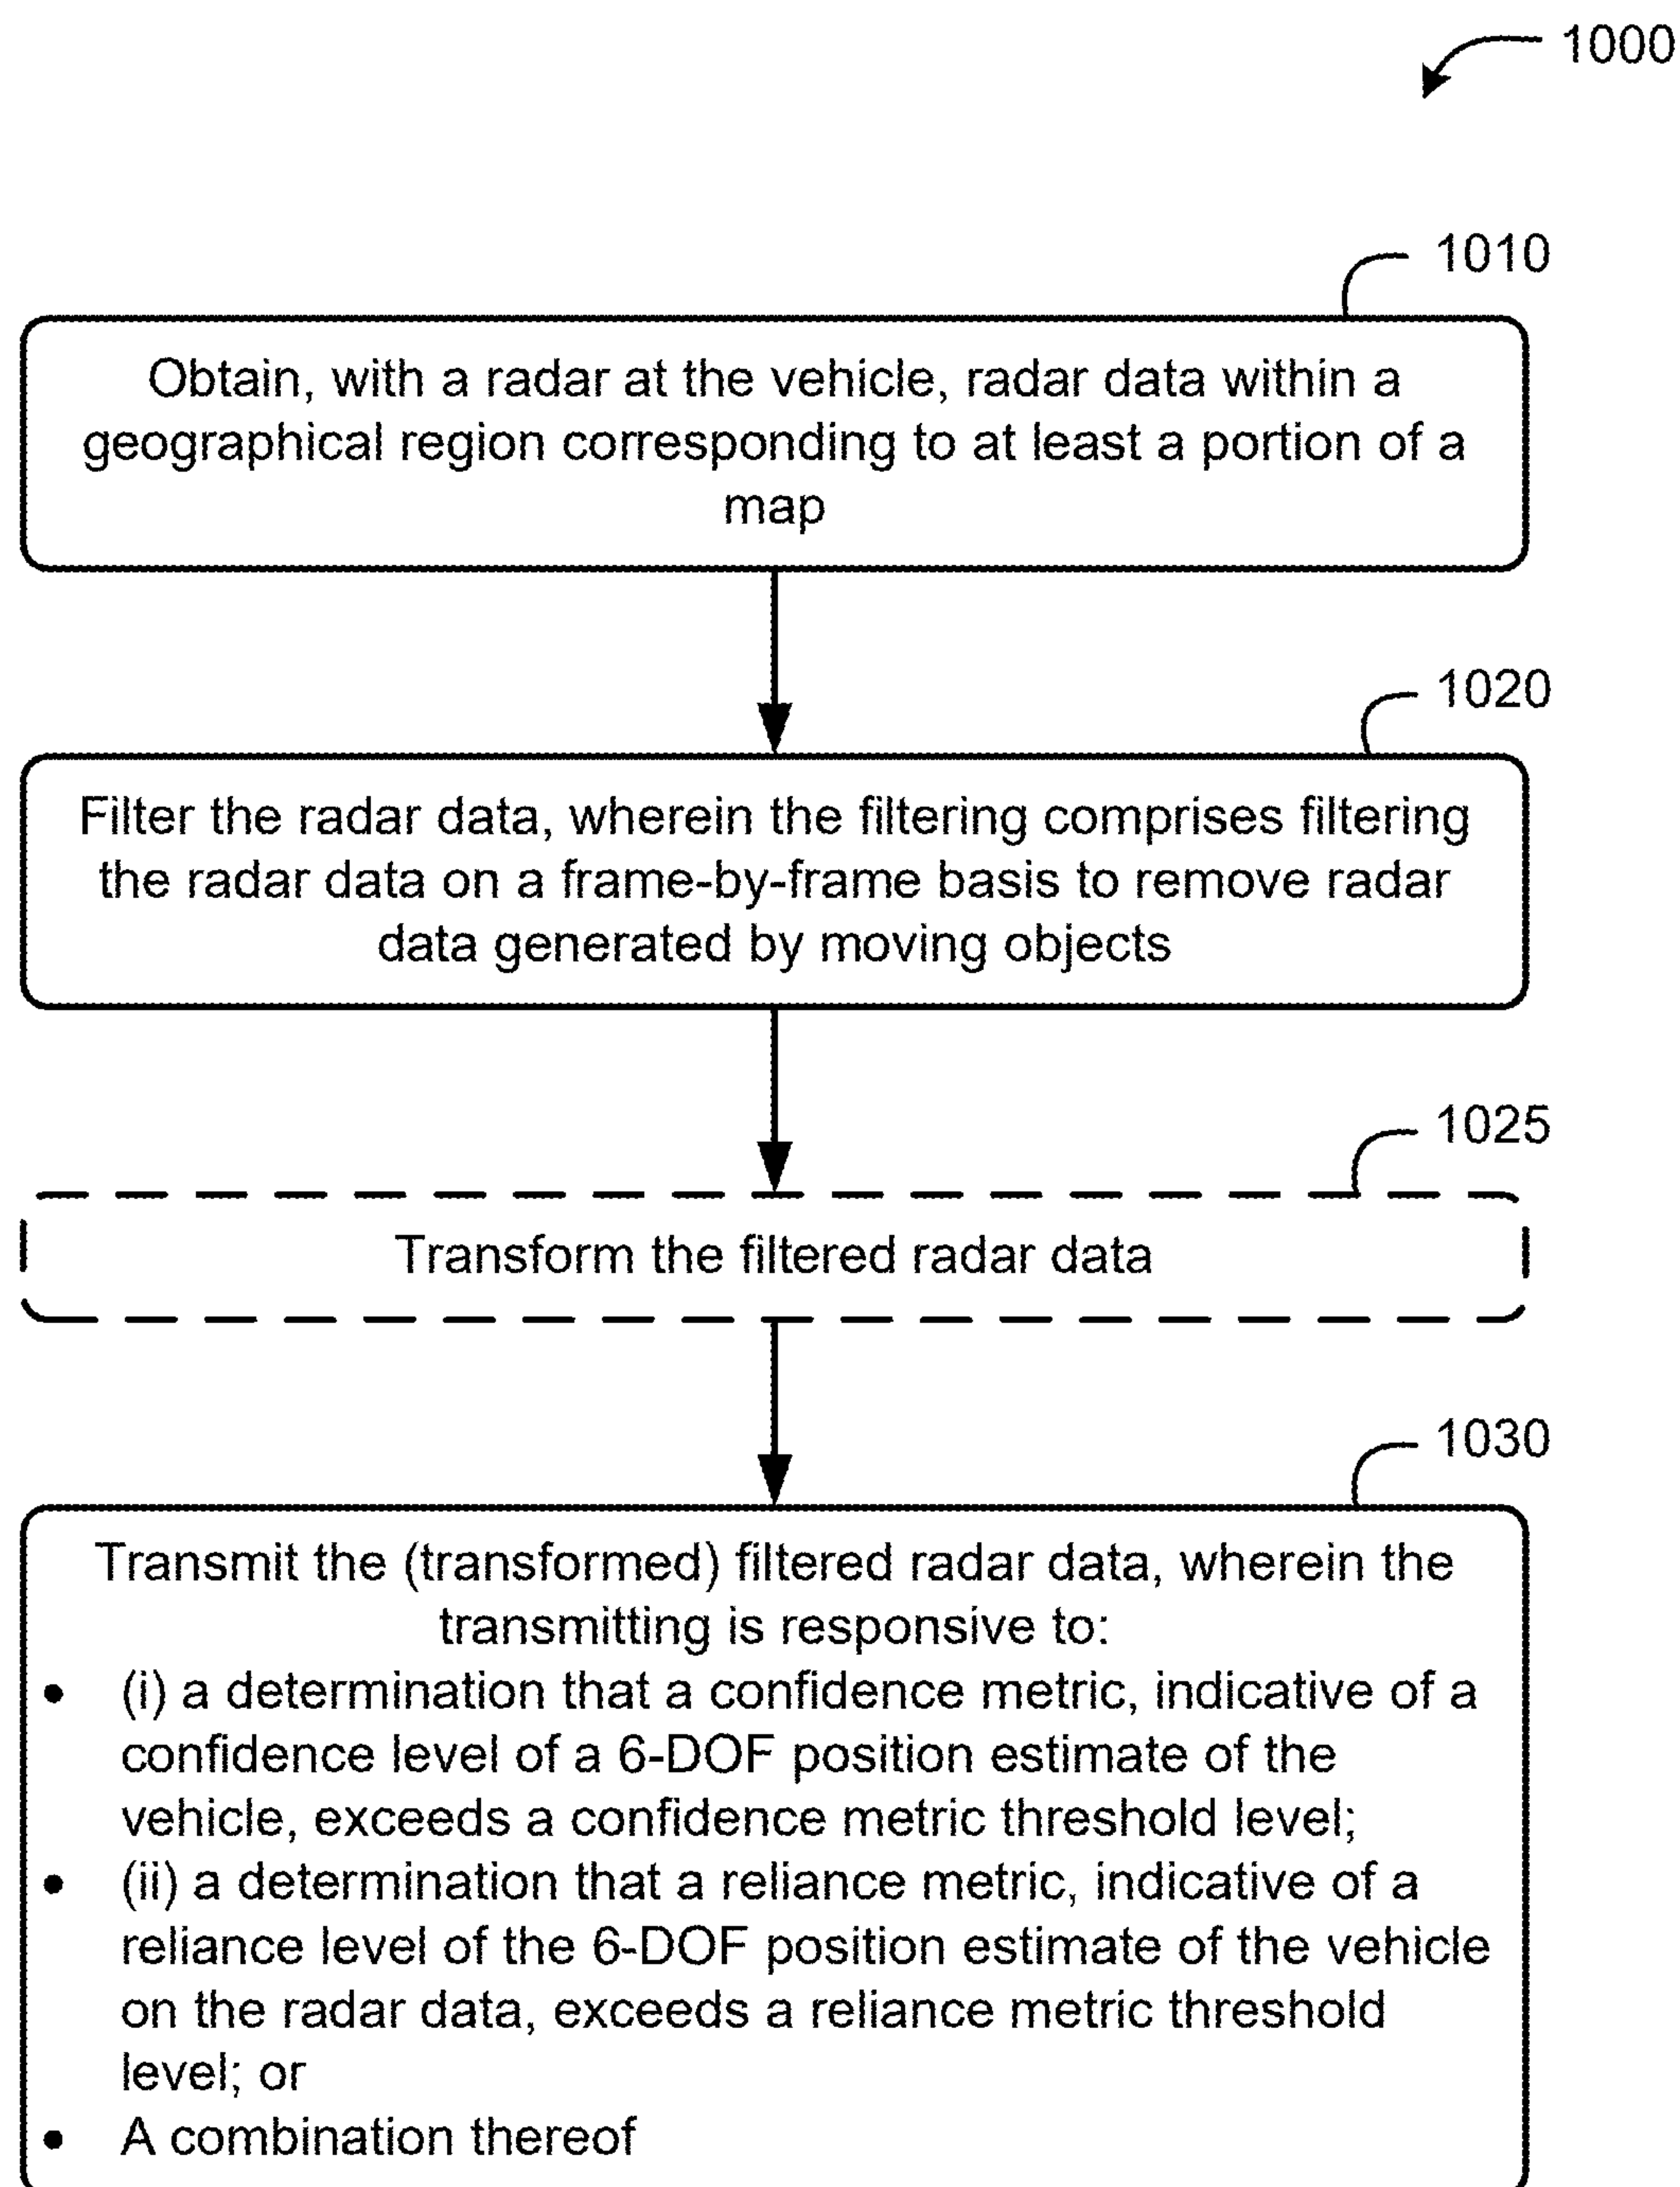 1000
1010
Obtain, with a radar at the vehicle, radar data within a
geographical region corresponding to at least a portion of a
map
1020
Filter the radar data, wherein the filtering comprises filtering
the radar data on a frame-by-frame basis to remove radar
data generated by moving objects
1025
Transform the filtered radar data
1030
Transmit the (transformed) filtered radar data, wherein the
transmitting is responsive to:
• (i) a determination that a confidence metric, indicative of a
confidence level of a 6-DOF position estimate of the
vehicle, exceeds a confidence metric threshold level;
• (ii) a determination that a reliance metric, indicative of a
reliance level of the 6-DOF position estimate of the vehicle
on the radar data, exceeds a reliance metric threshold
level; or
• A combination thereof